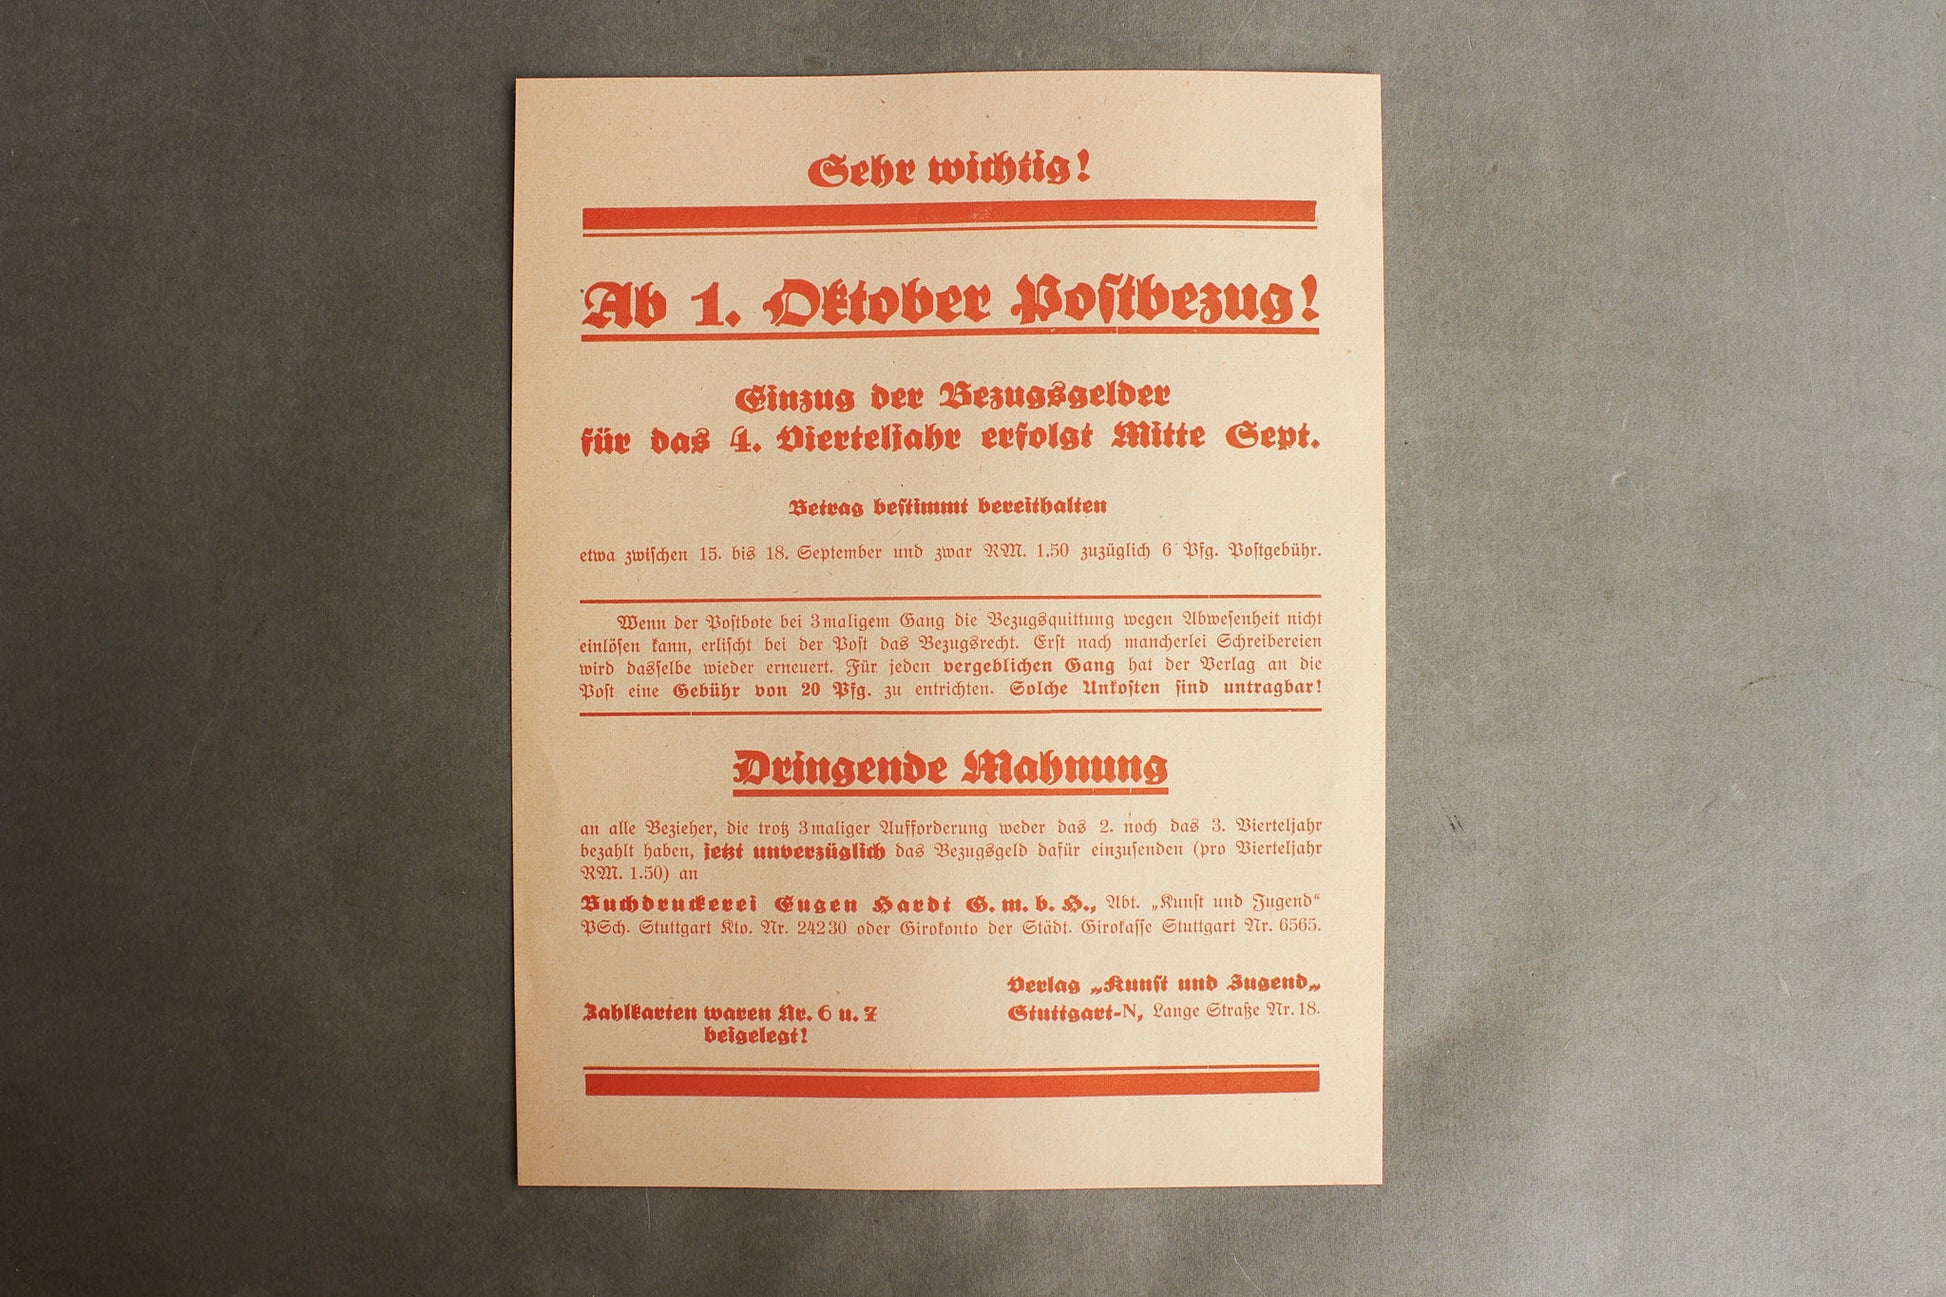 Sehr wichtig!
Ab 1. Oktober Postbezug!
Einzug der Bezugsgelder
für das 4. Vierteljahr erfolgt Mitte Sept.
Betrag bestimmt bereithalten
etwa zwischen 15. bis 18. September und zwar RM. 1.50 zuzüglich 6 Pfg. Postgebühr.
Wenn der Postbote bei 3maligem Gang die Bezugsquittung wegen Abwesenheit nicht
einlösen kann, erlischt bei der Post das Bezugsrecht. Erst nach mancherlei Schreibereien
wird dasselbe wieder erneuert. Für jeden vergeblichen Gang hat der Verlag an die
Post eine Gebühr von 20 Pfg. zu entrichten. Solche Unkosten sind untragbar!
Dringende Mahnung
an alle Bezieher, die trotz 3maliger Aufforderung weder das 2. noch das 3. Vierteljahr
bezahlt haben, jetzt unverzüglich das Bezugsgeld dafür einzusenden (pro Vierteljahr
RM. 1.50) an
Buchdruckerei Eugen Hardt G. m. b. H., Abt. „Kunst und Jugend“
PSch. Stuttgart Kto. Nr. 24230 oder Girokonto der Städt. Girokasse Stuttgart Nr. 6565.
Verlag „Kunst und Jugend„
Stuttgart-N, Lange Straße Nr. 18.
Zahlkarten waren Nr. 6 u. 7
beigelegt!